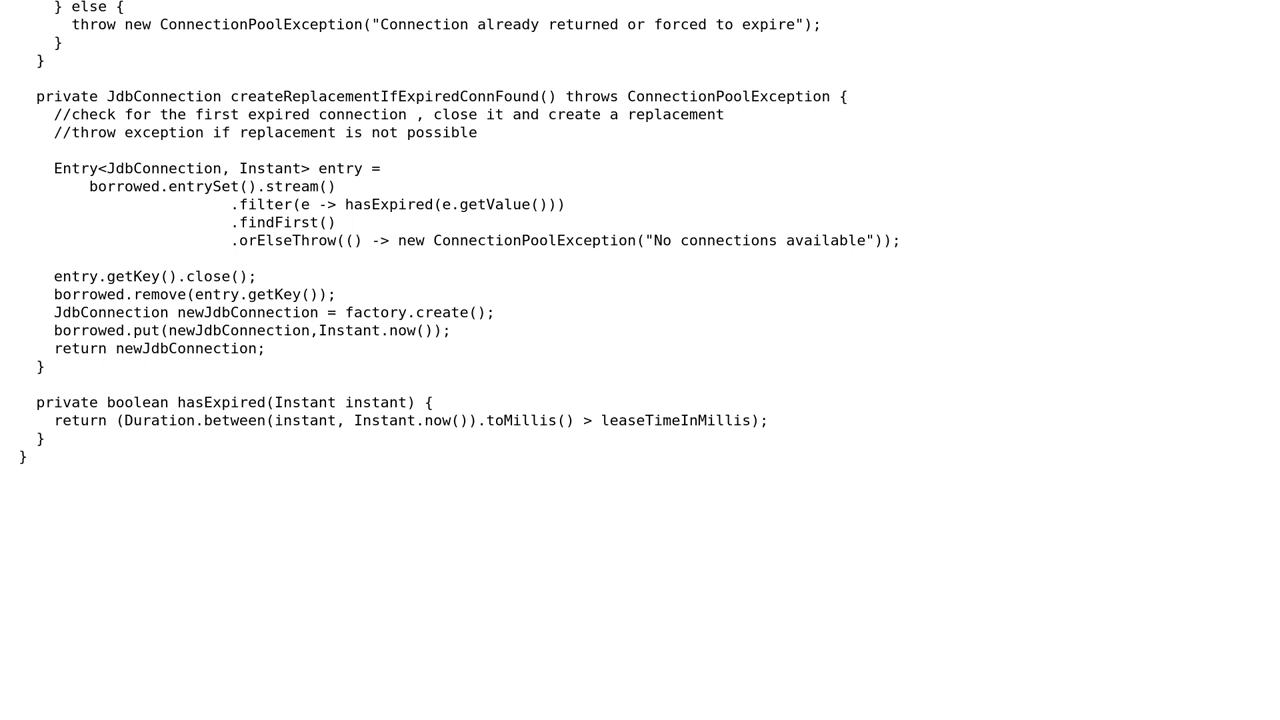 } else {
      throw new ConnectionPoolException("Connection already returned or forced to expire");
    }
  }

  private JdbConnection createReplacementIfExpiredConnFound() throws ConnectionPoolException {
    //check for the first expired connection , close it and create a replacement
    //throw exception if replacement is not possible

    Entry<JdbConnection, Instant> entry =
        borrowed.entrySet().stream()
                        .filter(e -> hasExpired(e.getValue()))
                        .findFirst()
                        .orElseThrow(() -> new ConnectionPoolException("No connections available"));

    entry.getKey().close();
    borrowed.remove(entry.getKey());
    JdbConnection newJdbConnection = factory.create();
    borrowed.put(newJdbConnection,Instant.now());
    return newJdbConnection;
  }

  private boolean hasExpired(Instant instant) {
    return (Duration.between(instant, Instant.now()).toMillis() > leaseTimeInMillis);
  }
}